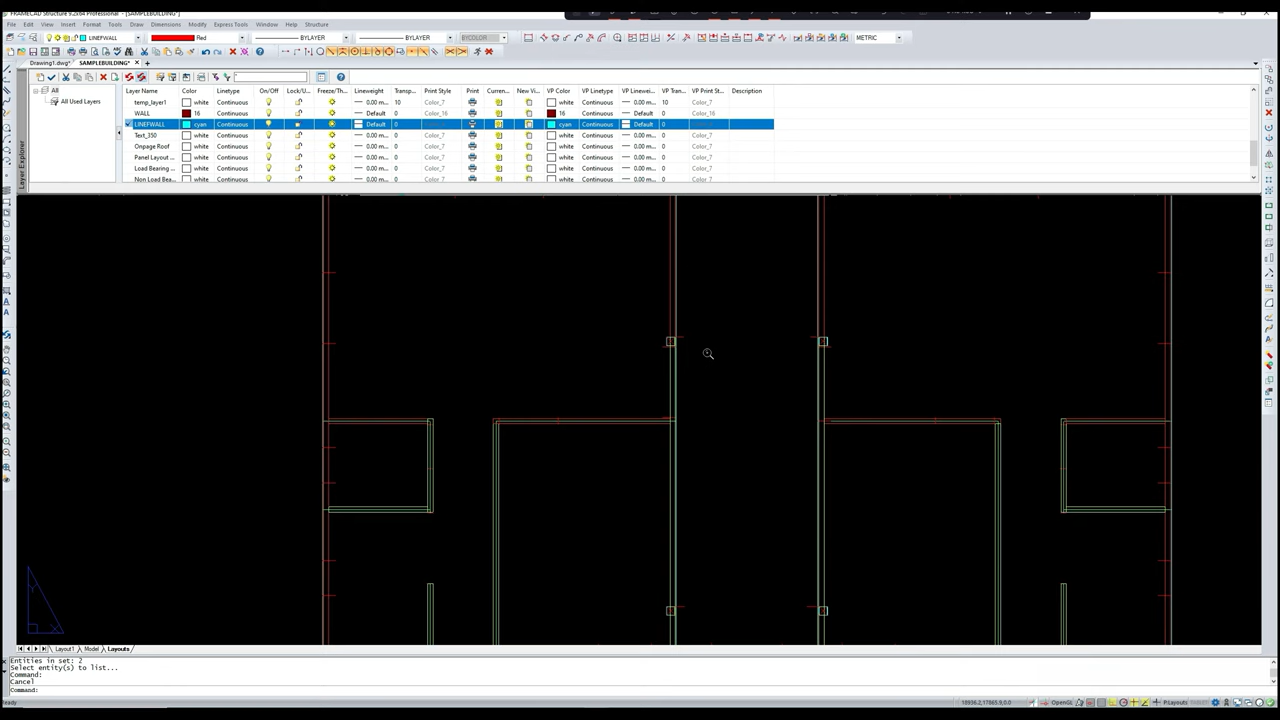 FRAMECAD Structure 9.2x64 Professional - [SAMPLEBUILDING*]
File Edit View Insert Format Tools Draw Dimensions Modify Express Tools Window Help Structure
LINEFWALL Red BYLAYER BYLAYER BYCOLOR METRIC
Drawing1.dwg* SAMPLEBUILDING*
All
All Used Layers
Layer Explorer
Layer Name Color Linetype On/Off Lock/U... Freeze/Th... Lineweight Transp... Print Style Print Curren... New Vi... VP Color VP Linetype VP Linewei... VP Tran... VP Print St... Description
temp_layer1 white Continuous 0.00 m... 10 Color_7 white Continuous 0.00 m... 10 Color_7
WALL 16 Continuous Default 0 Color_16 16 Continuous Default 0 Color_16
LINEFWALL cyan Continuous Default 0 cyan Continuous Default 0
Text_350 white Continuous 0.00 m... 0 Color_7 white Continuous 0.00 m... 0 Color_7
Onpage Roof white Continuous 0.00 m... 0 Color_7 white Continuous 0.00 m... 0 Color_7
Panel Layout ... white Continuous 0.00 m... 0 Color_7 white Continuous 0.00 m... 0 Color_7
Load Bearing ... white Continuous 0.00 m... 0 Color_7 white Continuous 0.00 m... 0 Color_7
Non Load Bea... white Continuous 0.00 m... 0 Color_7 white Continuous 0.00 m... 0 Color_7
Y
X
Layout1 Model Layouts
Entities in set: 2
Select entity(s) to list...
Command:
Cancel
Command:
Ready 18936.2,17865.9,0.0 OpenGL P:Layouts TABLET